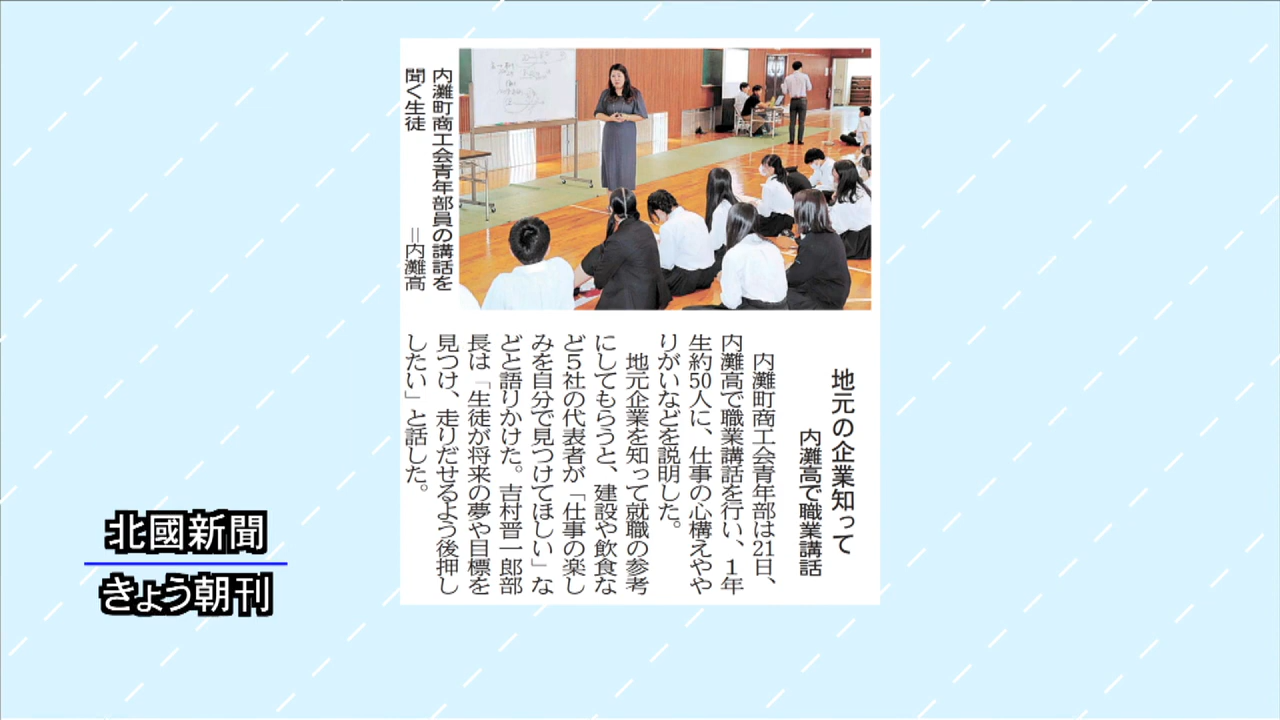 内灘町商工会青年部員の講話を
聞く生徒 =内灘高
地元の企業知って
内灘高で職業講話
内灘町商工会青年部は21日、
内灘高で職業講話を行い、1年
生約50人に、仕事の心構えやや
りがいなどを説明した。
地元企業を知って就職の参考
にしてもらうと、建設や飲食な
ど5社の代表者が「仕事の楽し
みを自分で見つけてほしい」な
どと語りかけた。吉村晋一郎部
長は「生徒が将来の夢や目標を
見つけ、走りだせるよう後押し
したい」と話した。
北國新聞
きょう朝刊